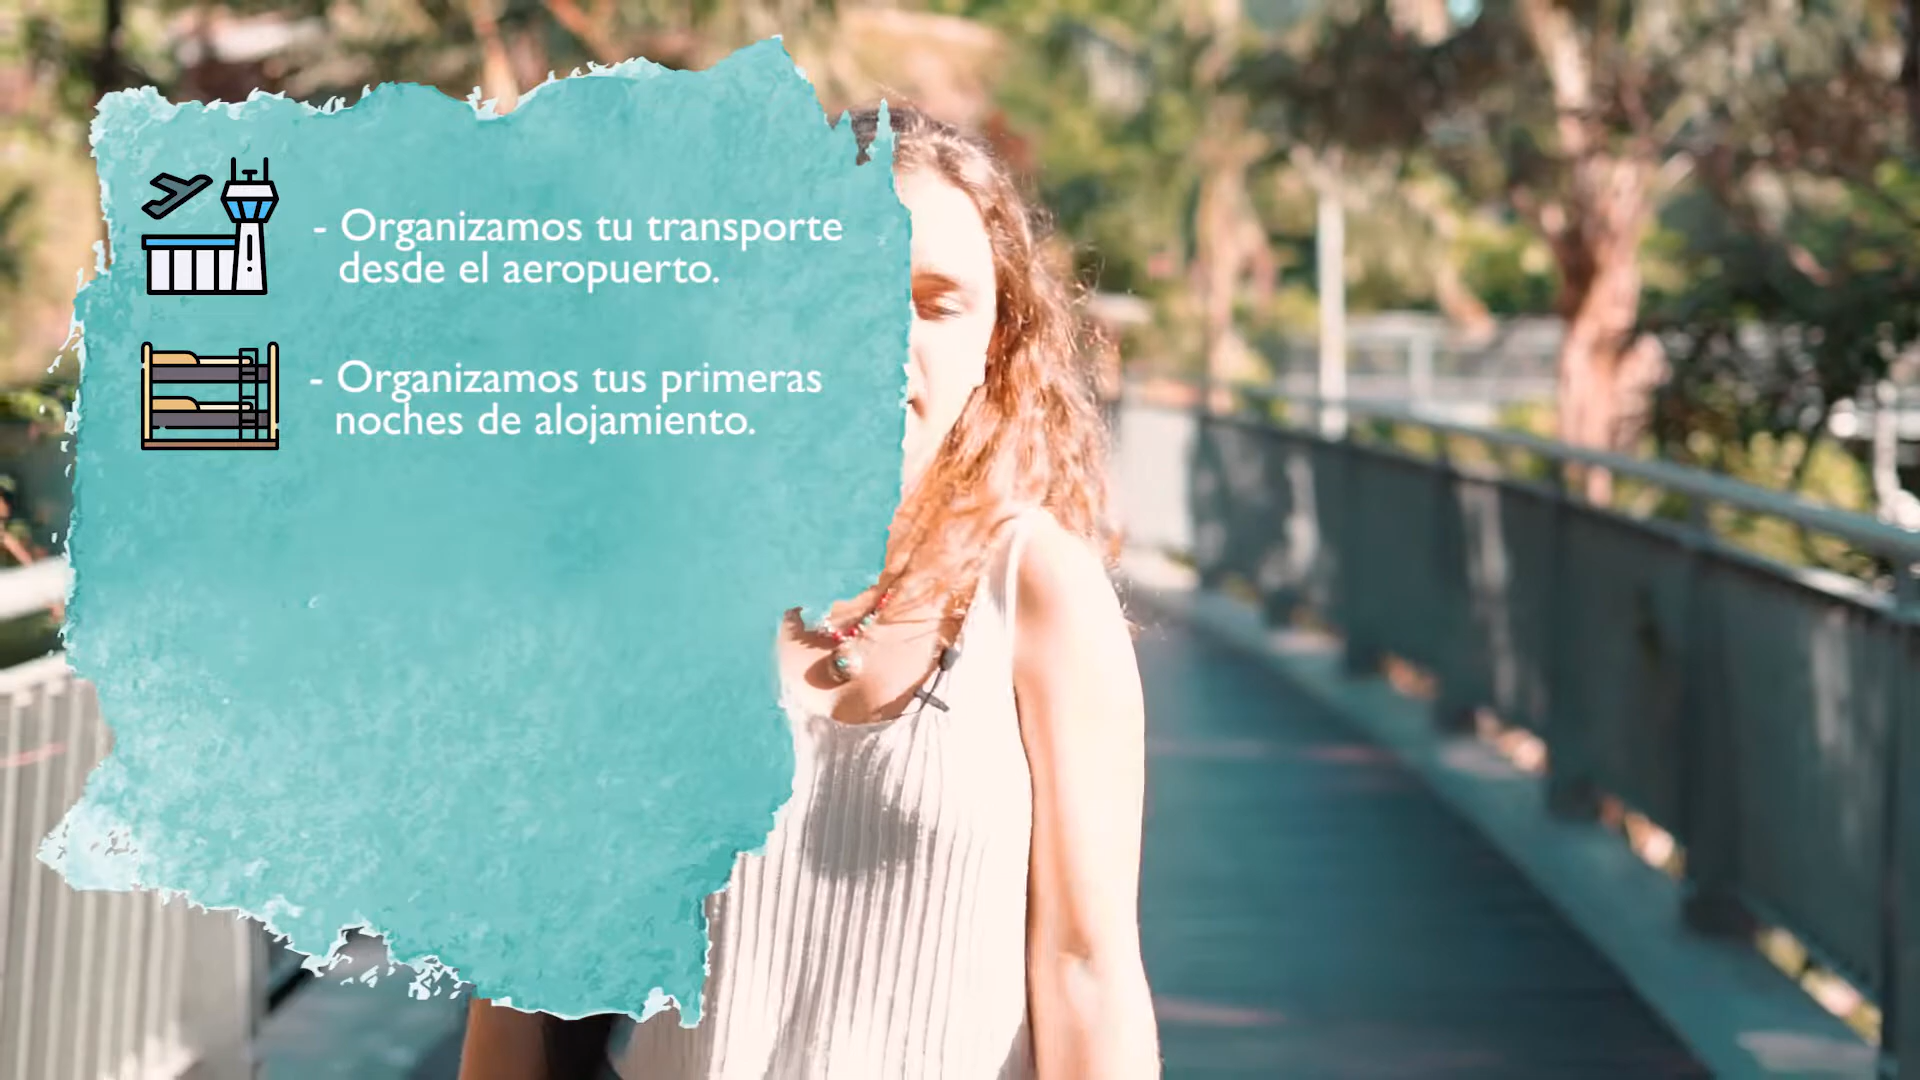 - Organizamos tu transporte
desde el aeropuerto.
- Organizamos tus primeras
noches de alojamiento.